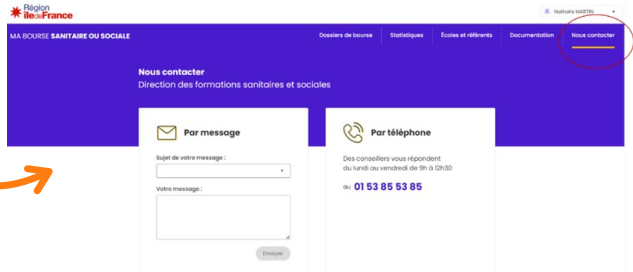 Région
îledeFrance
Nathalie MARTIN
MA BOURSE SANITAIRE OU SOCIALE
Dossiers de bourse
Statistiques
Écoles et référents
Documentation
Nous contacter
Nous contacter
Direction des formations sanitaires et sociales
Par message
Sujet de votre message :
Votre message :
Envoyer
Par téléphone
Des conseillers vous répondent
du lundi au vendredi de 9h à 12h30
au 01 53 85 53 85